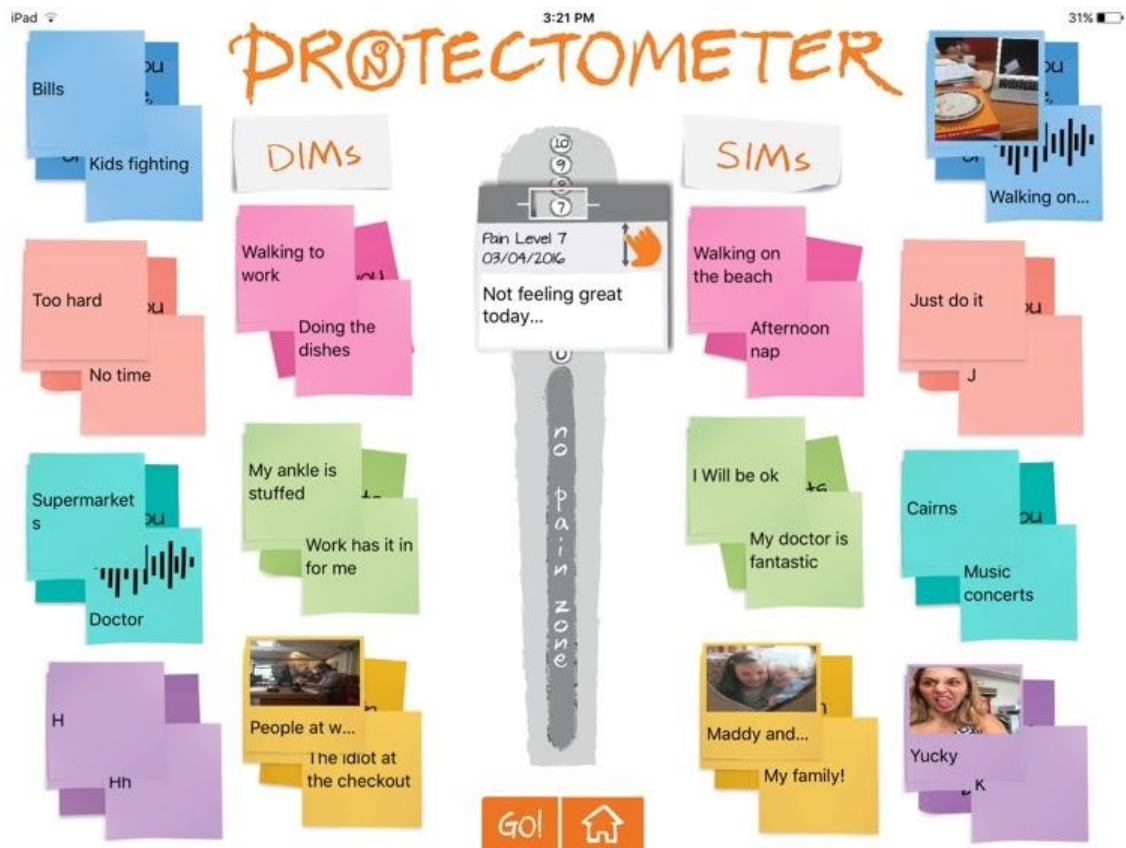 iPad
3:21 PM
31%
PROTECTOMETER
DIMs
SIMs
Bills
Kids fighting
Too hard
No time
Supermarket
s
Doctor
H
Hh
Walking to
work
Doing the
dishes
My ankle is
stuffed
Work has it in
for me
People at w...
The idiot at
the checkout
10
9
8
7
Pain Level 7
03/04/2016
Not feeling great
today...
0
no pain zone
Walking on
the beach
Afternoon
nap
I Will be ok
My doctor is
fantastic
Maddy and...
My family!
Walking on...
Just do it
J
Cairns
Music
concerts
Yucky
K
GO!